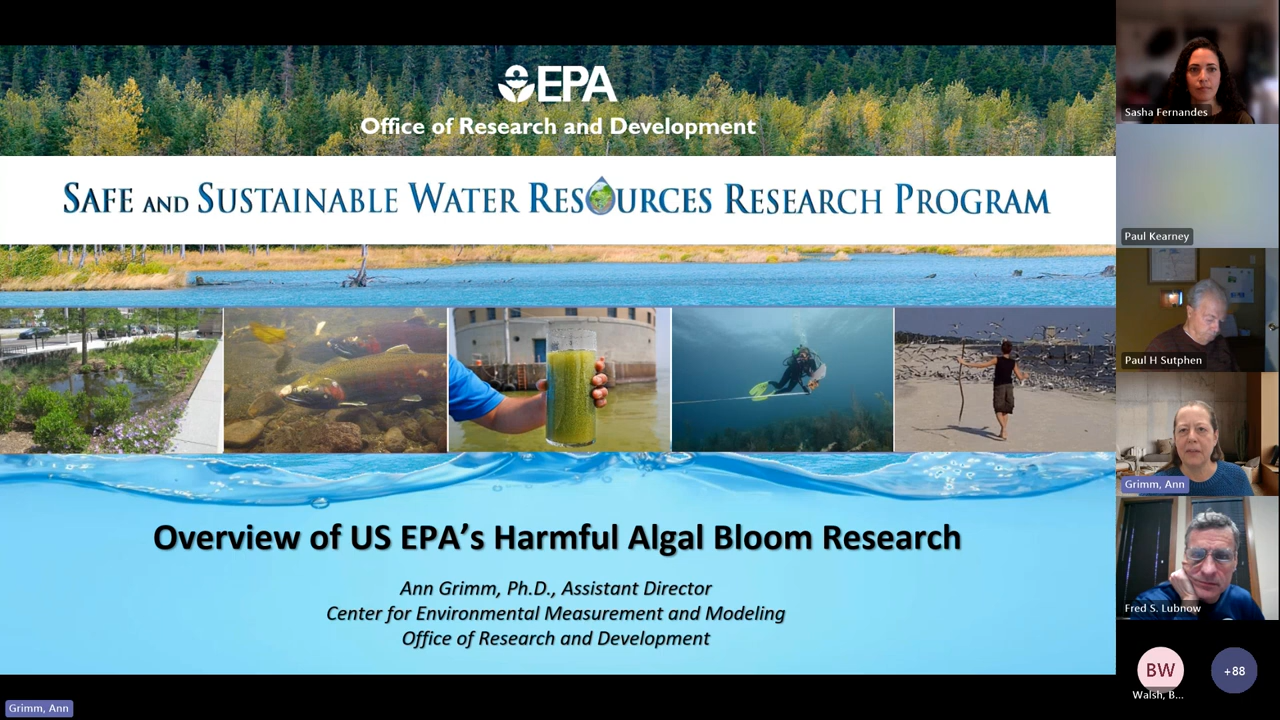 EPA
Office of Research and Development
SAFE AND SUSTAINABLE WATER RESOURCES RESEARCH PROGRAM
Overview of US EPA's Harmful Algal Bloom Research
Ann Grimm, Ph.D., Assistant Director
Center for Environmental Measurement and Modeling
Office of Research and Development
Grimm, Ann
Sasha Fernandes
Paul Kearney
Paul H Sutphen
Grimm, Ann
Fred S. Lubnow
BW
+88
Walsh, B...